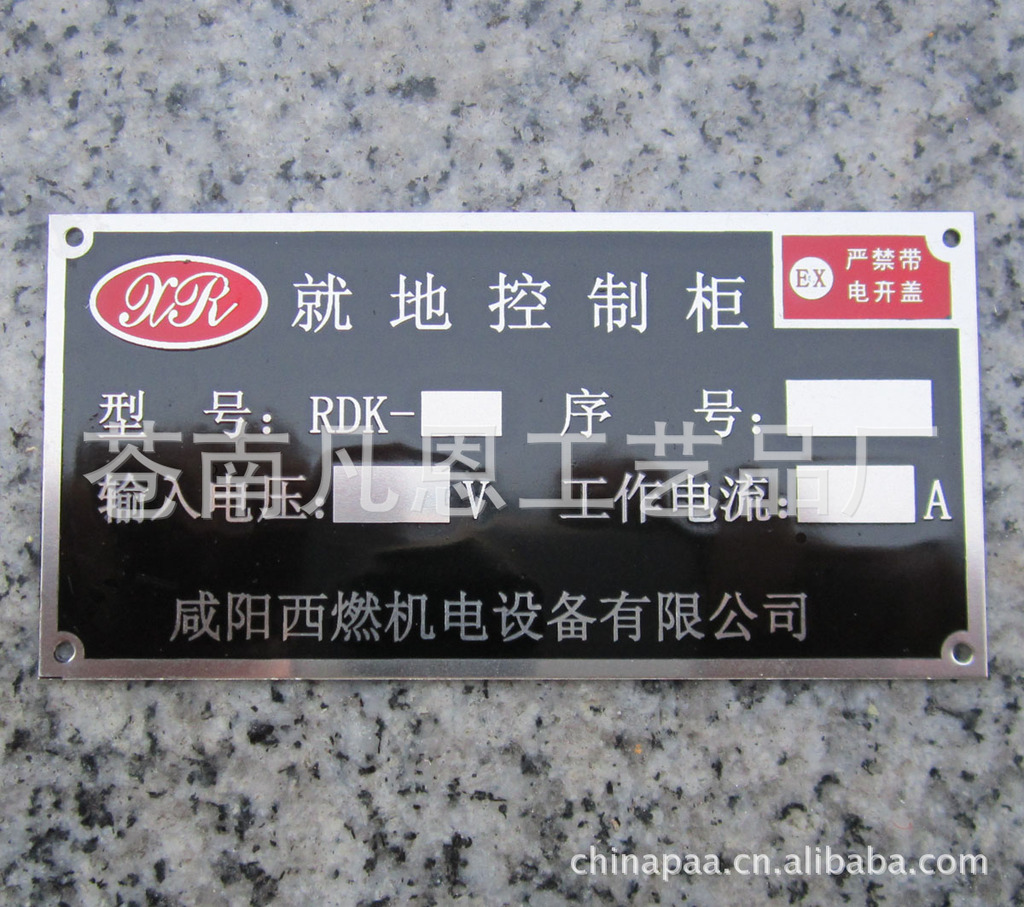 XR
就地控制柜
EX
严禁带
电开盖
型 号：RDK-
序 号：
苍南凡恩工艺品厂
输入电压：V
工作电流：A
咸阳西燃机电设备有限公司
chinapaa.cn.alibaba.com